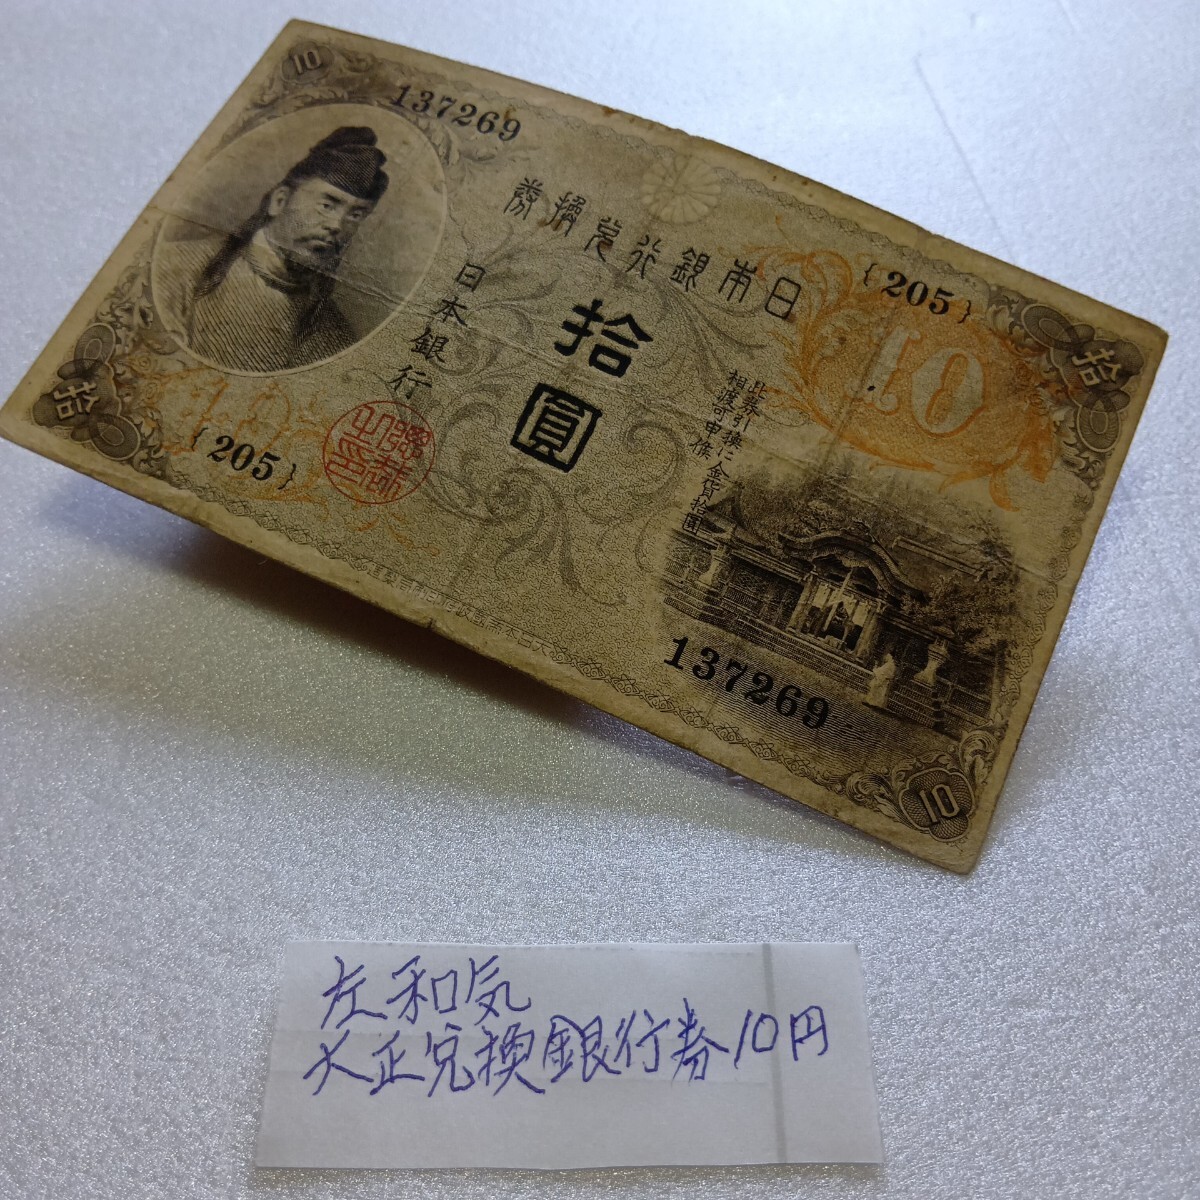 10
137269
券換兌行銀本日
{205}
拾
日本銀行
拾圓
10
此券引換に金貨拾圓
相渡可申候
拾
{205}
10
137269
10
左和気
大正兌換銀行券10円